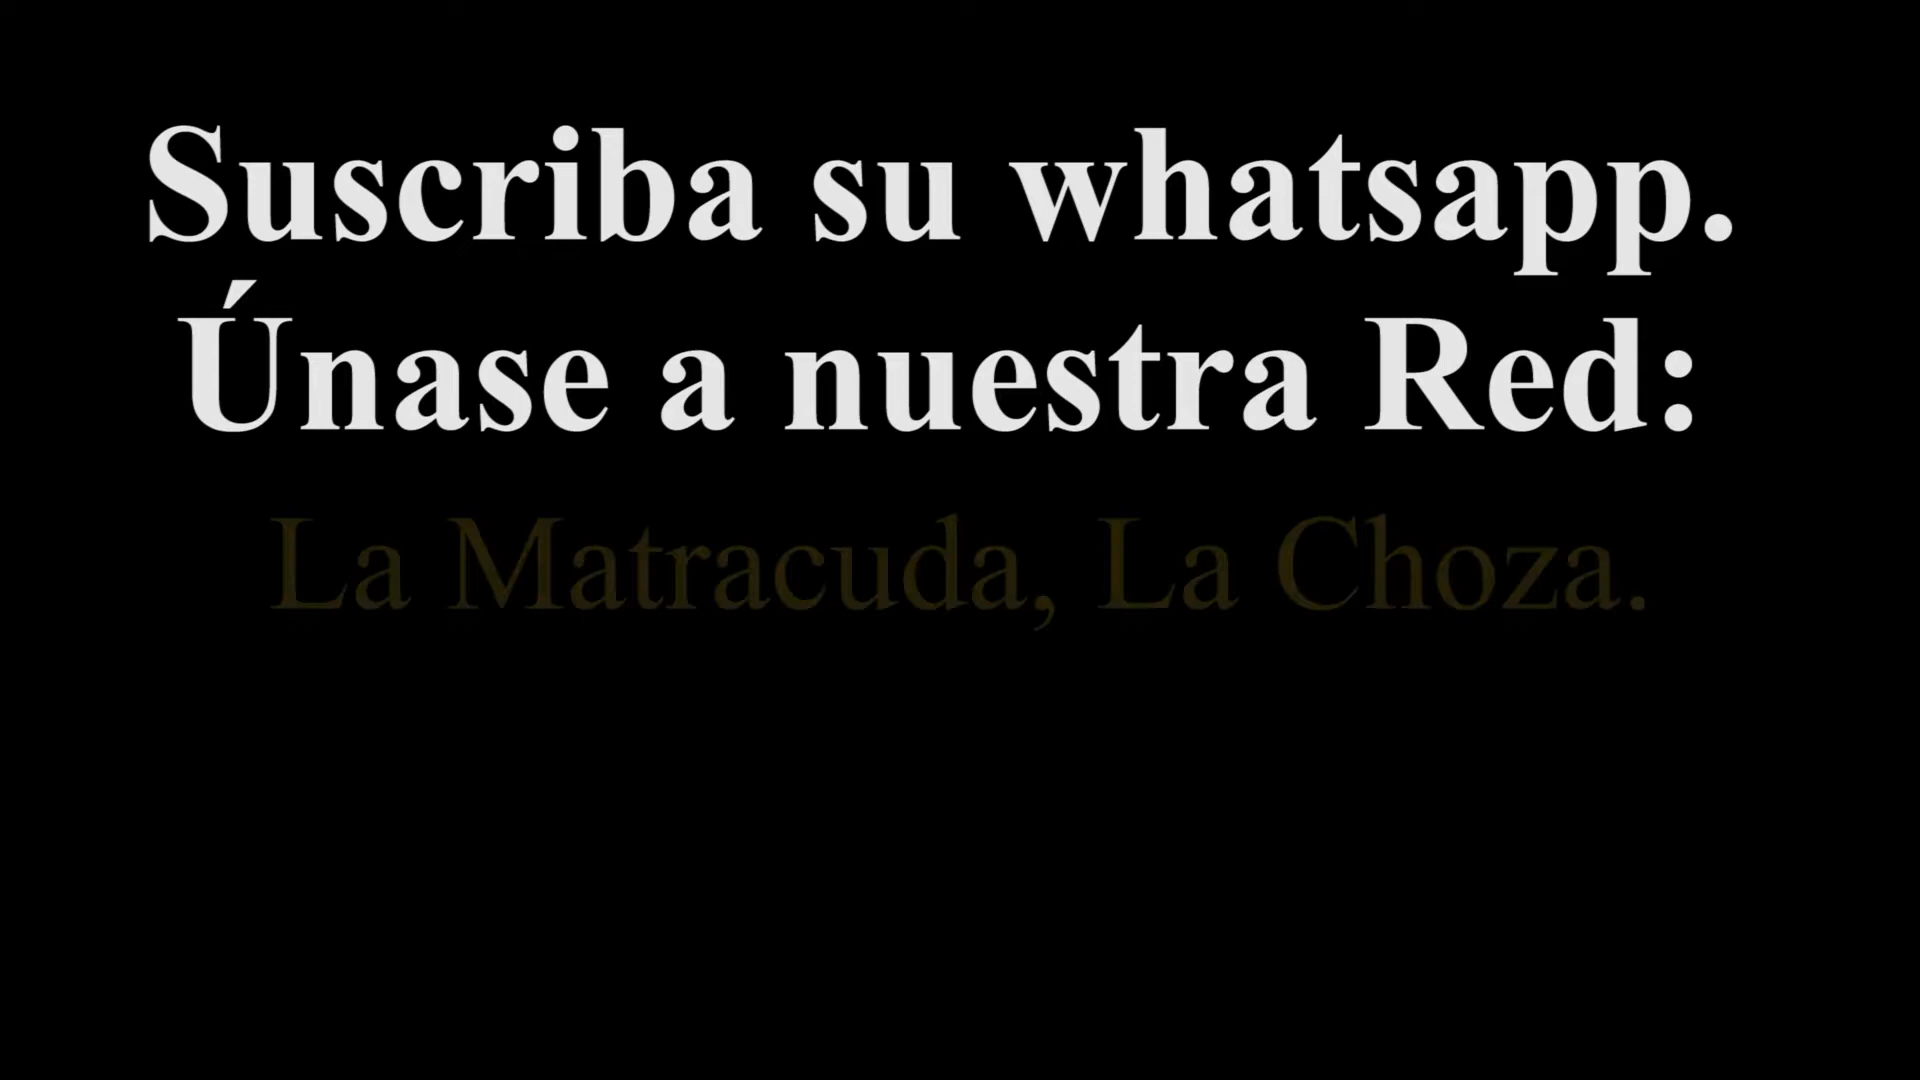 Suscriba su whatsapp.
Únase a nuestra Red:
La Matracuda, La Choza.